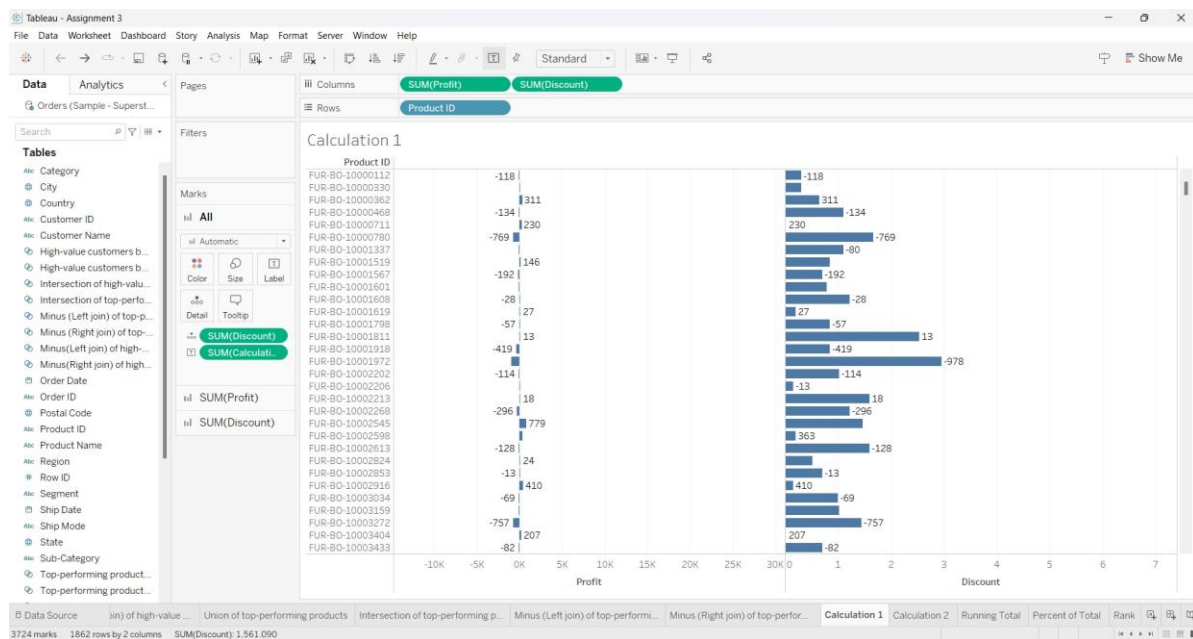 Tableau - Assignment 3
File Data Worksheet Dashboard Story Analysis Map Format Server Window Help
Standard
Show Me
Data Analytics
Orders (Sample - Superst...
Search
Tables
Category
City
Country
Customer ID
Customer Name
High-value customers b...
High-value customers b...
Intersection of high-valu...
Intersection of top-perfo...
Minus (Left join) of top-p...
Minus (Right join) of top-...
Minus(Left join) of high-...
Minus(Right join) of high...
Order Date
Order ID
Postal Code
Product ID
Product Name
Region
Row ID
Segment
Ship Date
Ship Mode
State
Sub-Category
Top-performing product...
Top-performing product...
Pages
Filters
Marks
All
Automatic
Color Size Label
Detail Tooltip
SUM(Discount)
SUM(Calculati..
SUM(Profit)
SUM(Discount)
Columns SUM(Profit) SUM(Discount)
Rows Product ID
Calculation 1
Product ID
FUR-BO-10000112 -118 -118
FUR-BO-10000330
FUR-BO-10000362 311 311
FUR-BO-10000468 -134 -134
FUR-BO-10000711 230 230
FUR-BO-10000780 -769 -769
FUR-BO-10001337 -80
FUR-BO-10001519 146
FUR-BO-10001567 -192 -192
FUR-BO-10001601
FUR-BO-10001608 -28 -28
FUR-BO-10001619 27 27
FUR-BO-10001798 -57 -57
FUR-BO-10001811 13 13
FUR-BO-10001918 -419 -419
FUR-BO-10001972 -978
FUR-BO-10002202 -114 -114
FUR-BO-10002206 -13
FUR-BO-10002213 18 18
FUR-BO-10002268 -296 -296
FUR-BO-10002545 779
FUR-BO-10002598 363
FUR-BO-10002613 -128 -128
FUR-BO-10002824 24
FUR-BO-10002853 -13 -13
FUR-BO-10002916 410 410
FUR-BO-10003034 -69 -69
FUR-BO-10003159
FUR-BO-10003272 -757 -757
FUR-BO-10003404 207 207
FUR-BO-10003433 -82 -82
-10K -5K 0K 5K 10K 15K 20K 25K 30K 0 1 2 3 4 5 6 7
Profit Discount
Data Source oin) of high-value ... Union of top-performing products Intersection of top-performing p... Minus (Left join) of top-performi... Minus (Right join) of top-perfor... Calculation 1 Calculation 2 Running Total Percent of Total Rank
3724 marks 1862 rows by 2 columns SUM(Discount): 1,561.090